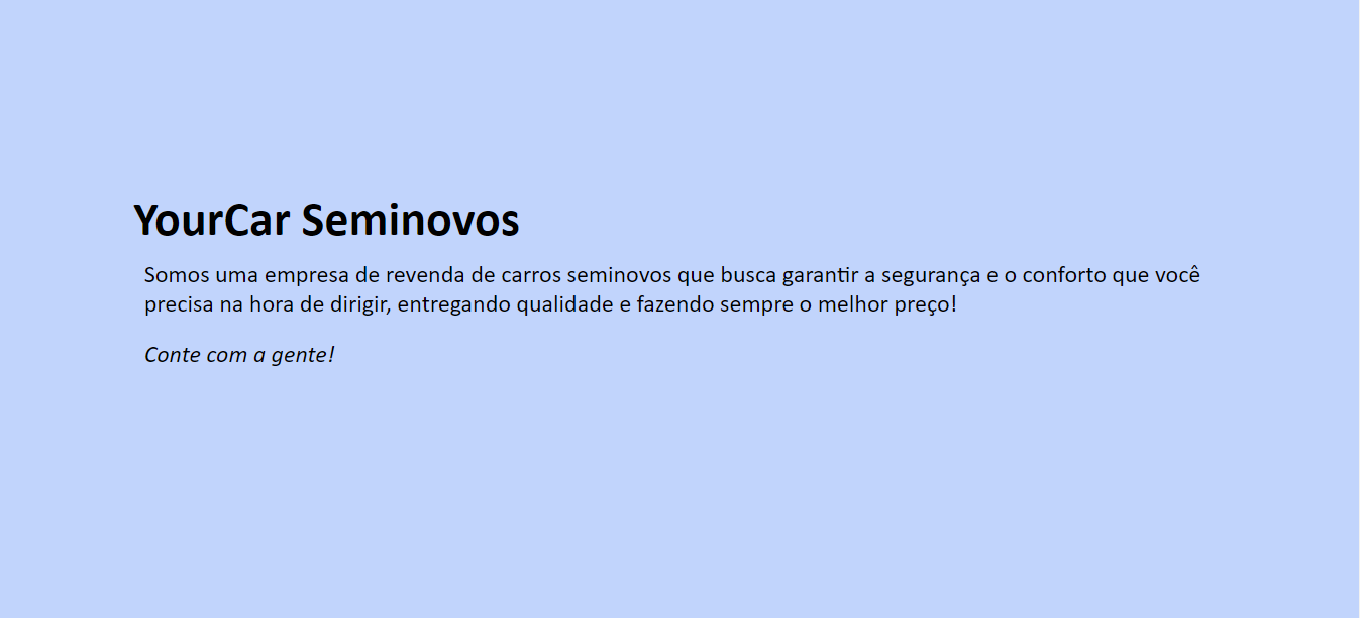 YourCar Seminovos
Somos uma empresa de revenda de carros seminovos que busca garantir a segurança e o conforto que você
precisa na hora de dirigir, entregando qualidade e fazendo sempre o melhor preço!
Conte com a gente!